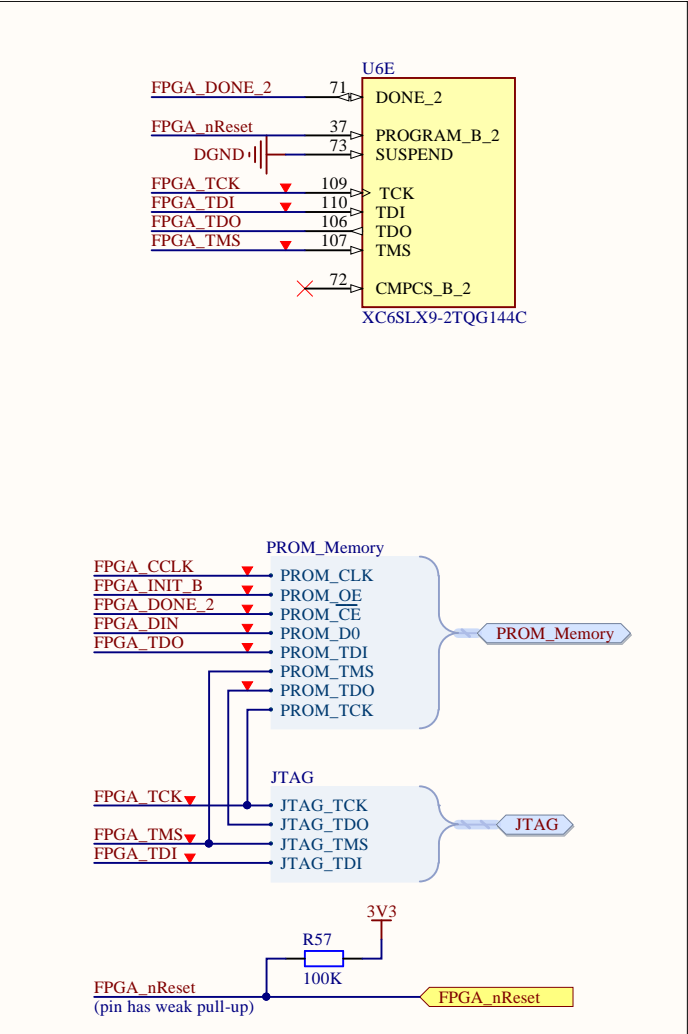 U6E
FPGA_DONE_2 71 DONE_2
FPGA_nReset 37 PROGRAM_B_2
DGND 73 SUSPEND
FPGA_TCK 109 TCK
FPGA_TDI 110 TDI
FPGA_TDO 106 TDO
FPGA_TMS 107 TMS
72 CMPCS_B_2
XC6SLX9-2TQG144C
PROM_Memory
FPGA_CCLK PROM_CLK
FPGA_INIT_B PROM_OE
FPGA_DONE_2 PROM_CE
FPGA_DIN PROM_D0 PROM_Memory
FPGA_TDO PROM_TDI
PROM_TMS
PROM_TDO
PROM_TCK
JTAG
FPGA_TCK JTAG_TCK
JTAG_TDO JTAG
FPGA_TMS JTAG_TMS
FPGA_TDI JTAG_TDI
3V3
R57
100K
FPGA_nReset FPGA_nReset
(pin has weak pull-up)